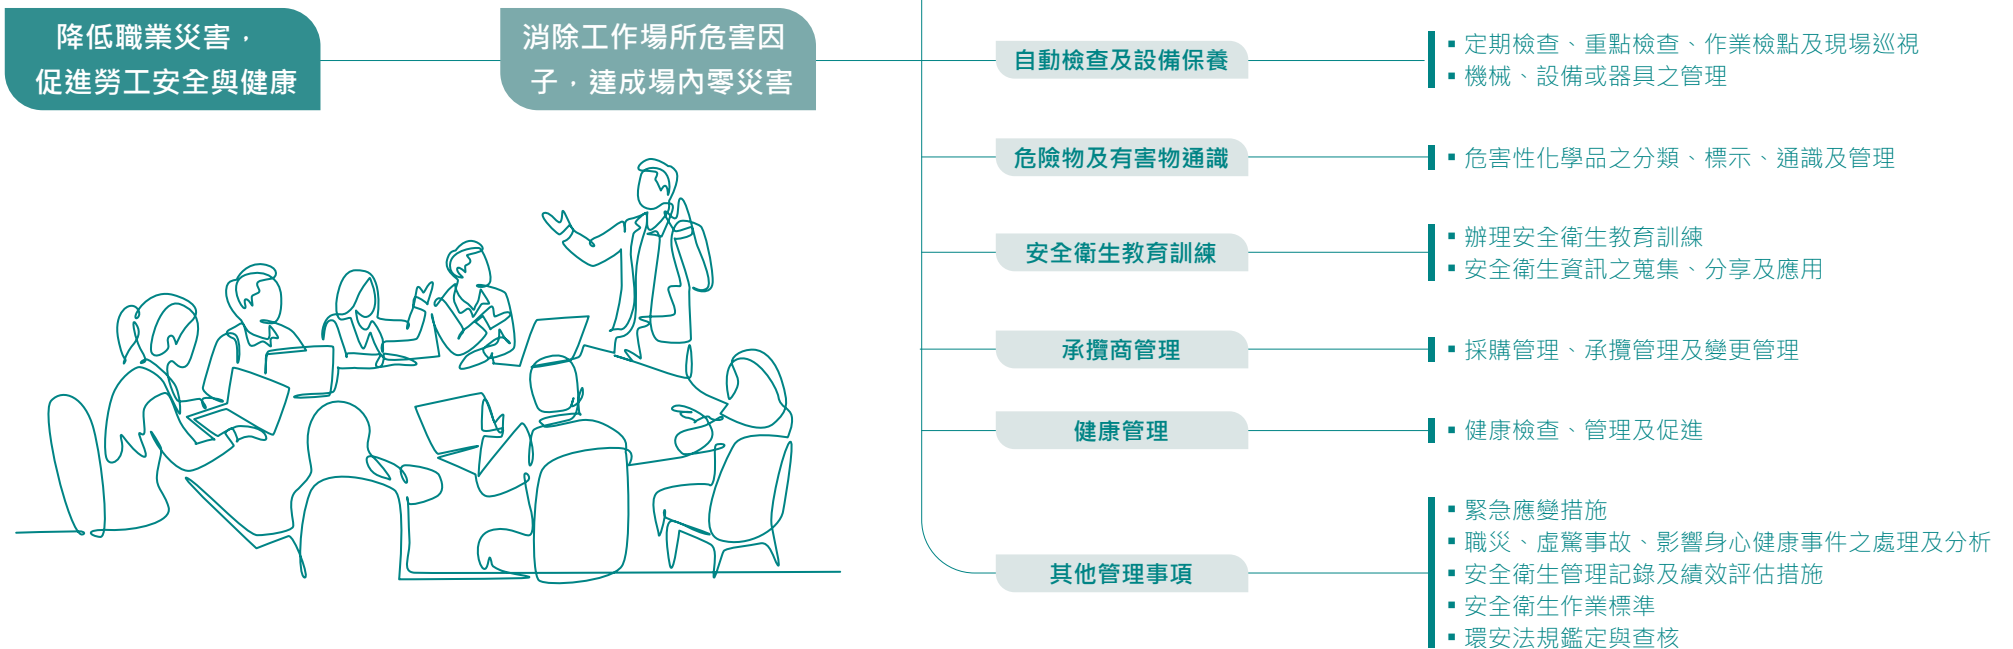 降低職業災害，
促進勞工安全與健康
消除工作場所危害因
子，達成場內零災害
自動檢查及設備保養
▪ 定期檢查、重點檢查、作業檢點及現場巡視
▪ 機械、設備或器具之管理
危險物及有害物通識
▪ 危害性化學品之分類、標示、通識及管理
安全衛生教育訓練
▪ 辦理安全衛生教育訓練
▪ 安全衛生資訊之蒐集、分享及應用
承攬商管理
▪ 採購管理、承攬管理及變更管理
健康管理
▪ 健康檢查、管理及促進
其他管理事項
▪ 緊急應變措施
▪ 職災、虛驚事故、影響身心健康事件之處理及分析
▪ 安全衛生管理記錄及績效評估措施
▪ 安全衛生作業標準
▪ 環安法規鑑定與查核